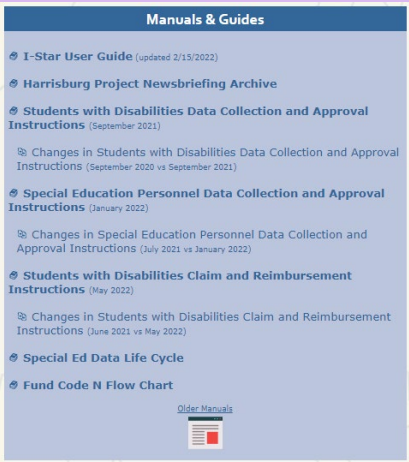 Manuals & Guides
I-Star User Guide (updated 2/15/2022)
Harrisburg Project Newsbriefing Archive
Students with Disabilities Data Collection and Approval
Instructions (September 2021)
Changes in Students with Disabilities Data Collection and Approval
Instructions (September 2020 vs September 2021)
Special Education Personnel Data Collection and Approval
Instructions (January 2022)
Changes in Special Education Personnel Data Collection and
Approval Instructions (July 2021 vs January 2022)
Students with Disabilities Claim and Reimbursement
Instructions (May 2022)
Changes in Students with Disabilities Claim and Reimbursement
Instructions (June 2021 vs May 2022)
Special Ed Data Life Cycle
Fund Code N Flow Chart
Older Manuals